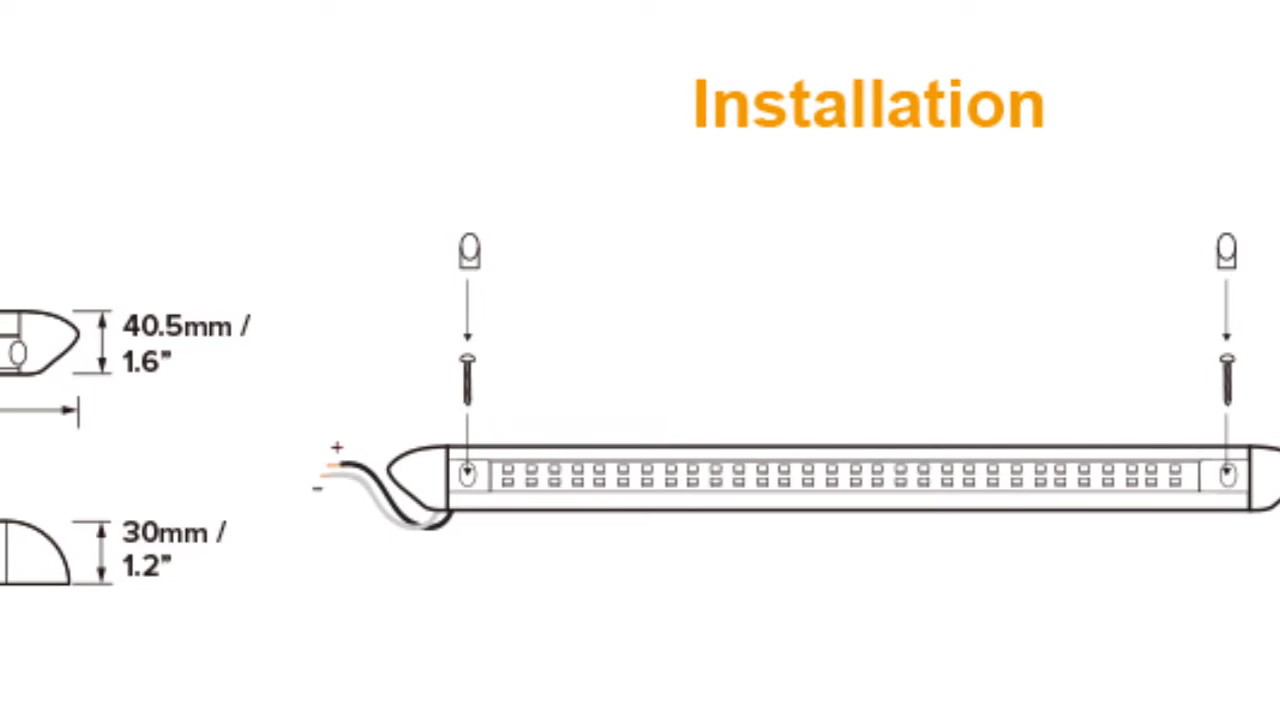 Installation
40.5mm /
1.6”
+
-
30mm /
1.2”